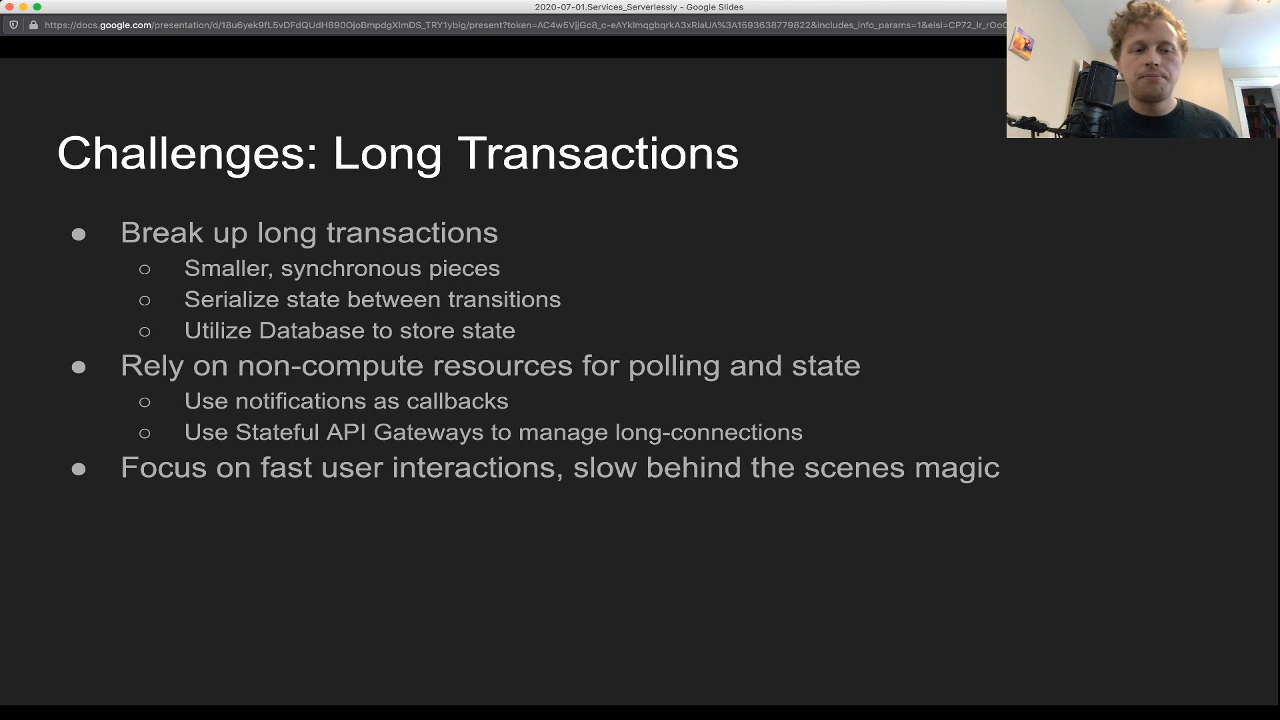 2020-07-01.Services_Serverlessly - Google Slides
Challenges: Long Transactions
● Break up long transactions
○ Smaller, synchronous pieces
○ Serialize state between transitions
○ Utilize Database to store state
● Rely on non-compute resources for polling and state
○ Use notifications as callbacks
○ Use Stateful API Gateways to manage long-connections
● Focus on fast user interactions, slow behind the scenes magic